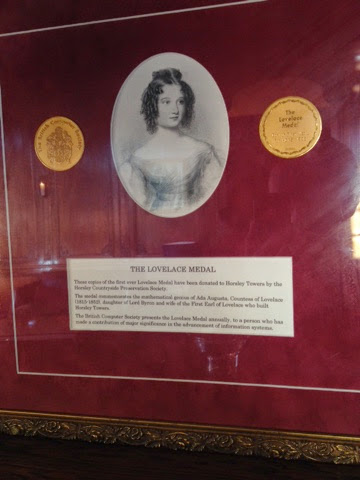 The
Lovelace
Medal
THE LOVELACE MEDAL
These copies of the first ever Lovelace Medal have been donated to Horsley Towers by the
Horsley Countryside Preservation Society.
The medal commemorates the mathematical genius of Ada Augusta, Countess of Lovelace
(1815-1852), daughter of Lord Byron and wife of the First Earl of Lovelace who built
Horsley Towers.
The British Computer Society presents the Lovelace Medal annually, to a person who has
made a contribution of major significance in the advancement of information systems.